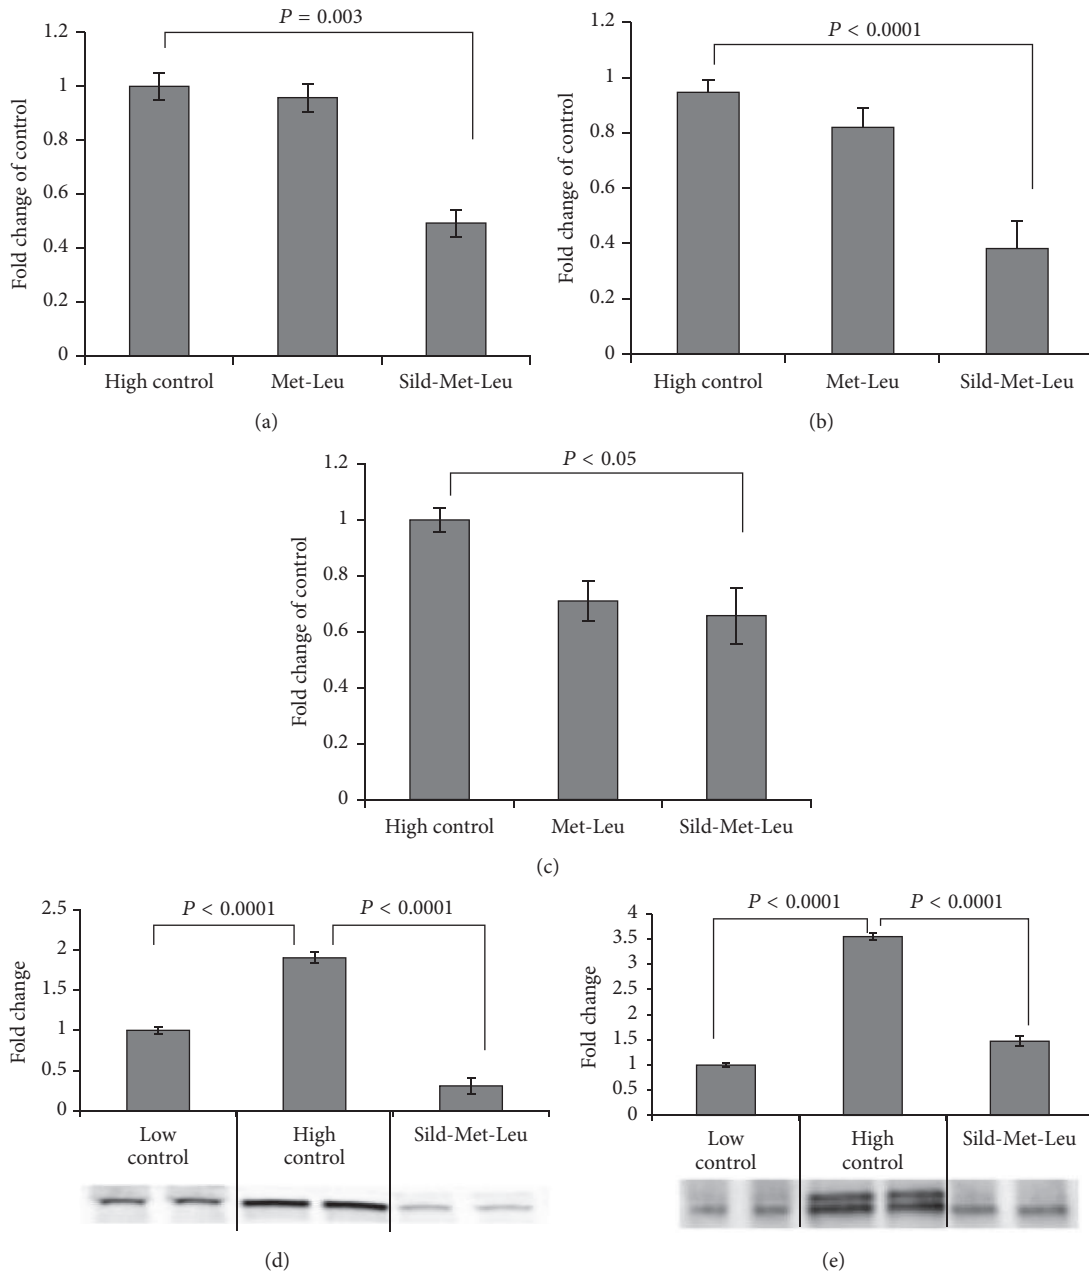 P = 0.003
1.2
1
0.8
0.6
0.4
0.2
0
Fold change of control
High control Met-Leu Sild-Met-Leu
(a)
P < 0.0001
1.2
1
0.8
0.6
0.4
0.2
0
Fold change of control
High control Met-Leu Sild-Met-Leu
(b)
P < 0.05
1.2
1
0.8
0.6
0.4
0.2
0
Fold change of control
High control Met-Leu Sild-Met-Leu
(c)
P < 0.0001 P < 0.0001
2.5
2
1.5
1
0.5
0
Fold change
Low control
High control
Sild-Met-Leu
(d)
P < 0.0001 P < 0.0001
4
3.5
3
2.5
2
1.5
1
0.5
0
Fold change
Low control
High control
Sild-Met-Leu
(e)